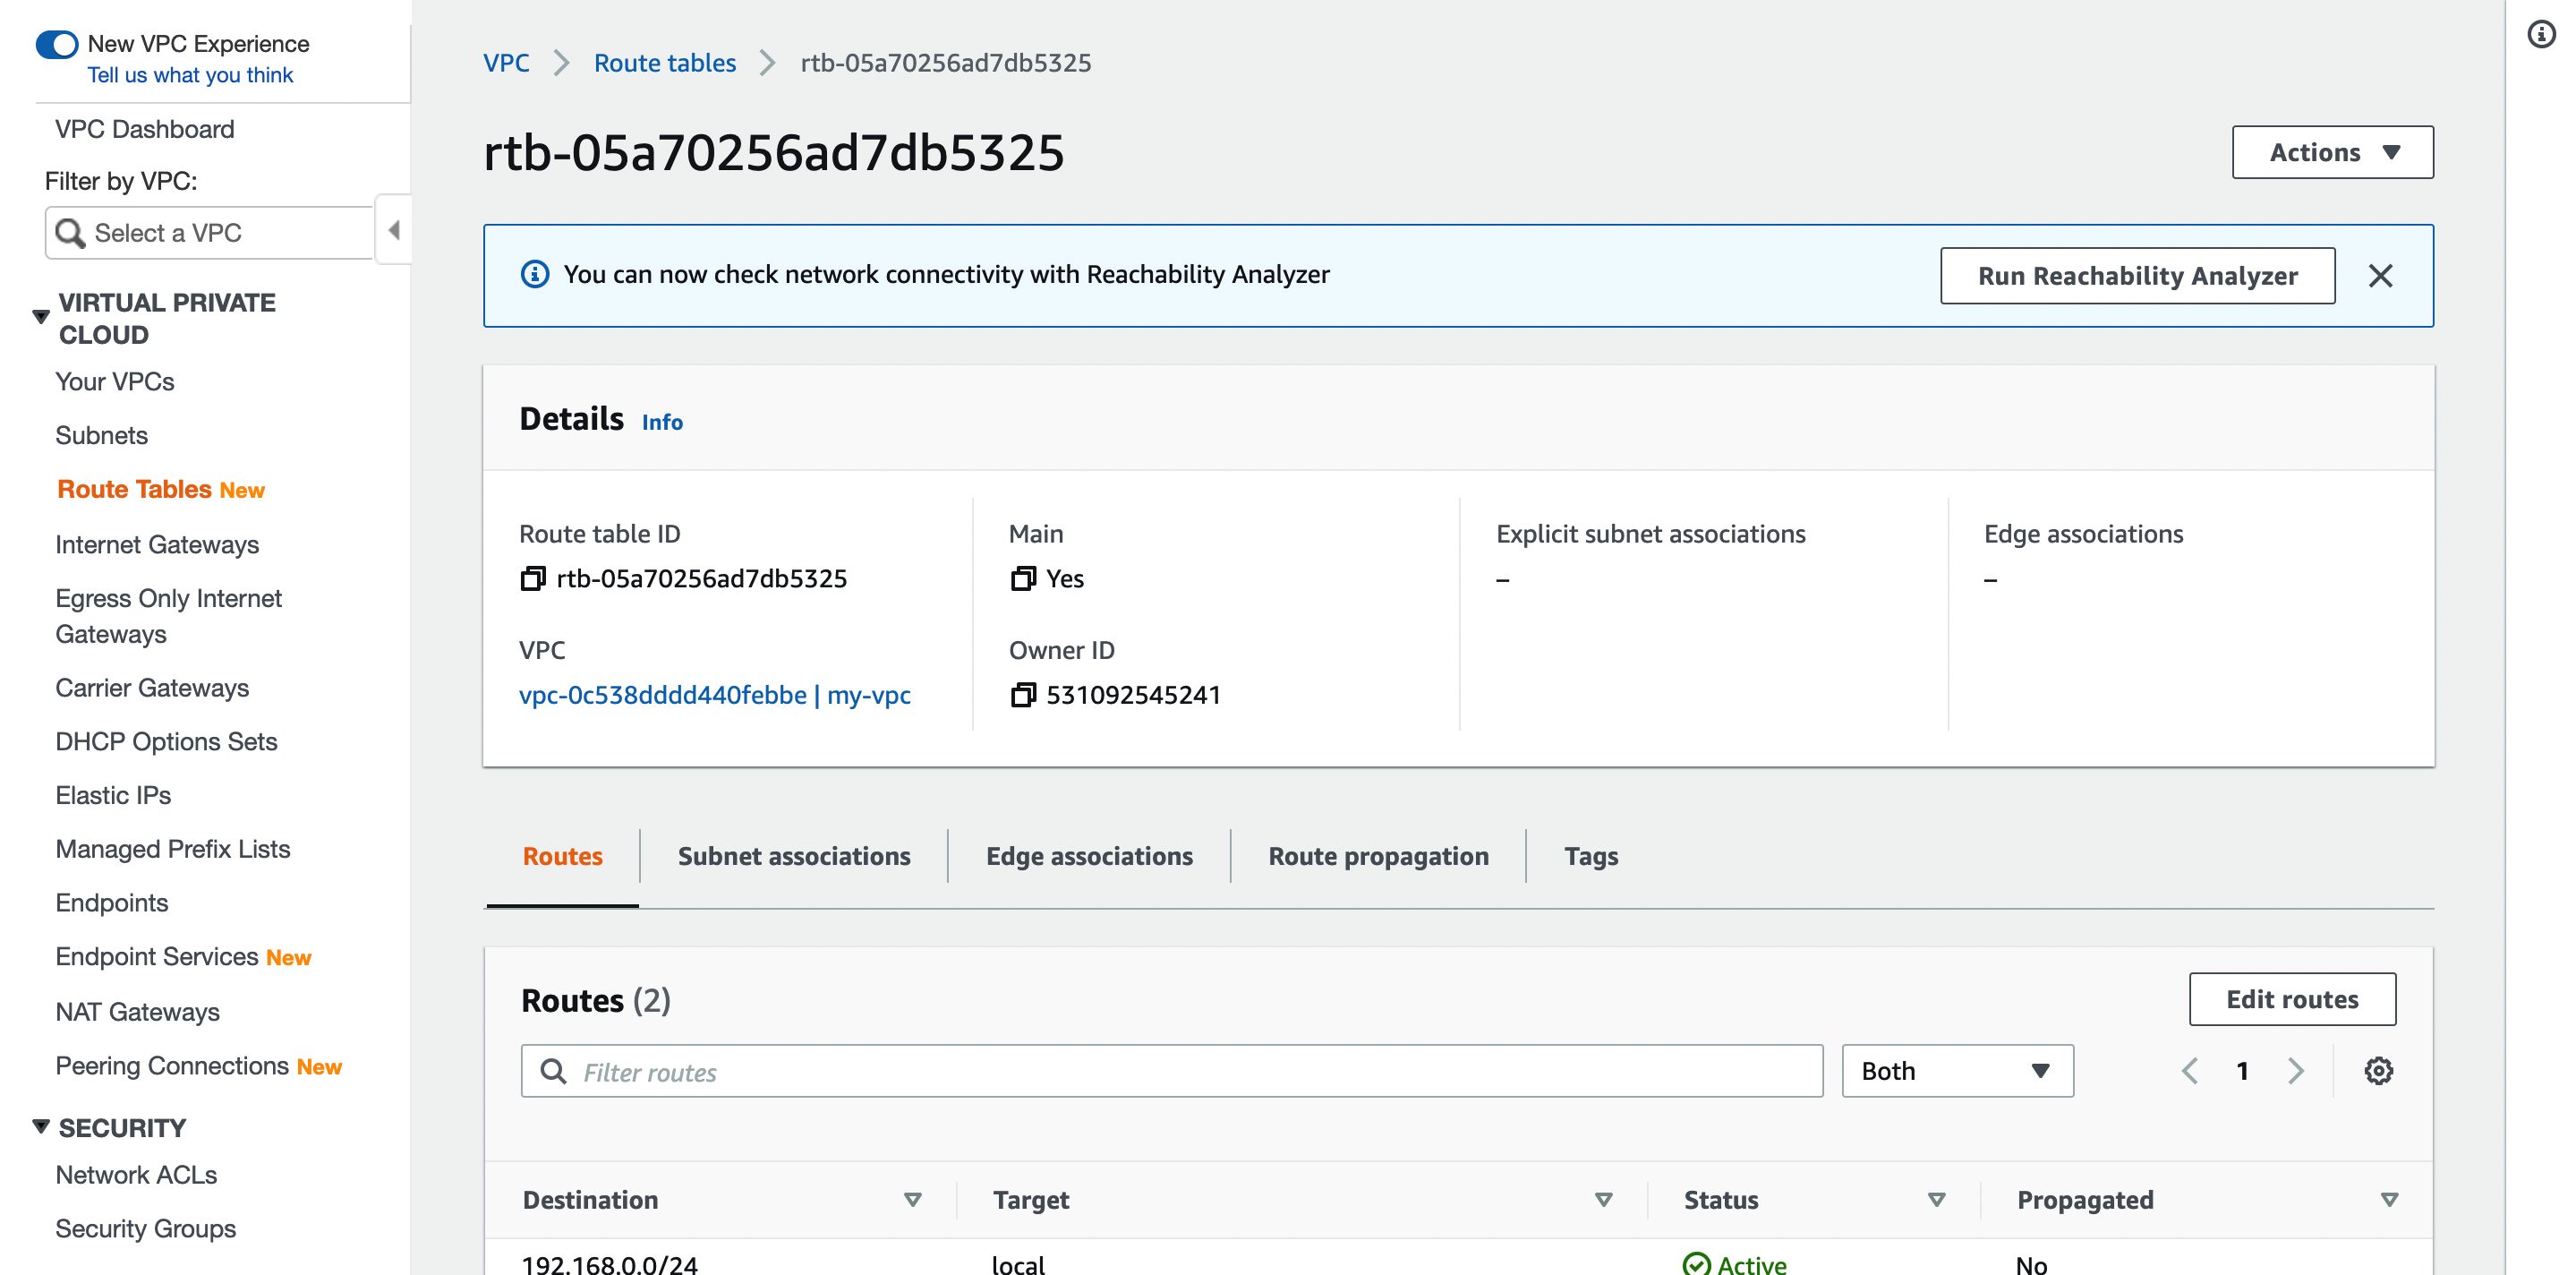 New VPC Experience
Tell us what you think
VPC Dashboard
Filter by VPC:
Select a VPC
VIRTUAL PRIVATE
CLOUD
Your VPCs
Subnets
Route Tables New
Internet Gateways
Egress Only Internet
Gateways
Carrier Gateways
DHCP Options Sets
Elastic IPs
Managed Prefix Lists
Endpoints
Endpoint Services New
NAT Gateways
Peering Connections New
SECURITY
Network ACLs
Security Groups
VPC > Route tables > rtb-05a70256ad7db5325
rtb-05a70256ad7db5325
Actions
You can now check network connectivity with Reachability Analyzer
Run Reachability Analyzer
Details Info
Route table ID
rtb-05a70256ad7db5325
Main
Yes
Explicit subnet associations
–
Edge associations
–
VPC
vpc-0c538dddd440febbe | my-vpc
Owner ID
531092545241
Routes
Subnet associations
Edge associations
Route propagation
Tags
Routes (2)
Edit routes
Filter routes
Both
1
Destination
Target
Status
Propagated
192.168.0.0/24
local
Active
No